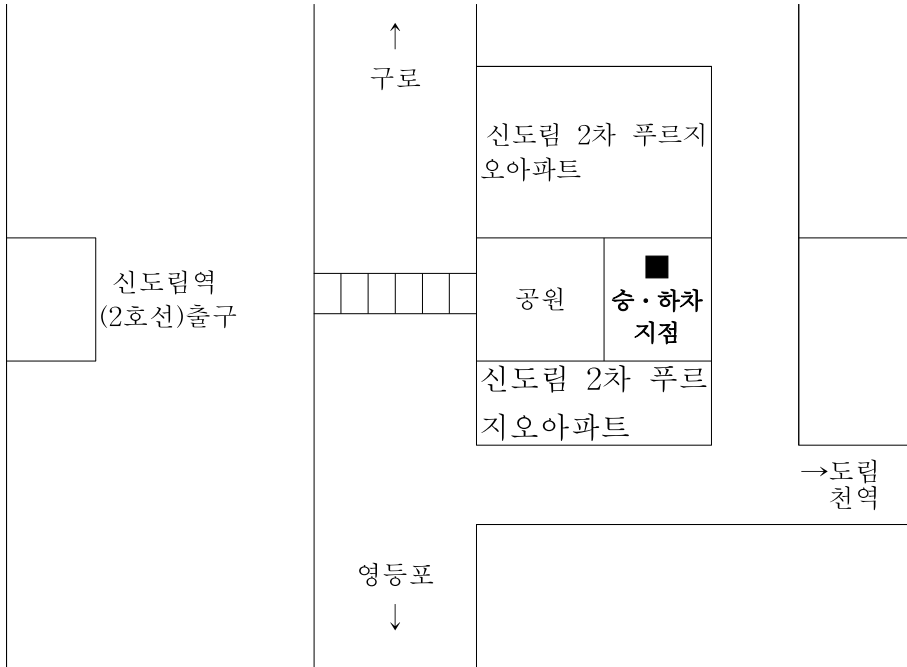 ↑
구로
신도림 2차 푸르지
오아파트
신도림역
(2호선)출구
공원
■
승·하차
지점
신도림 2차 푸르
지오아파트
→도림
천역
영등포
↓